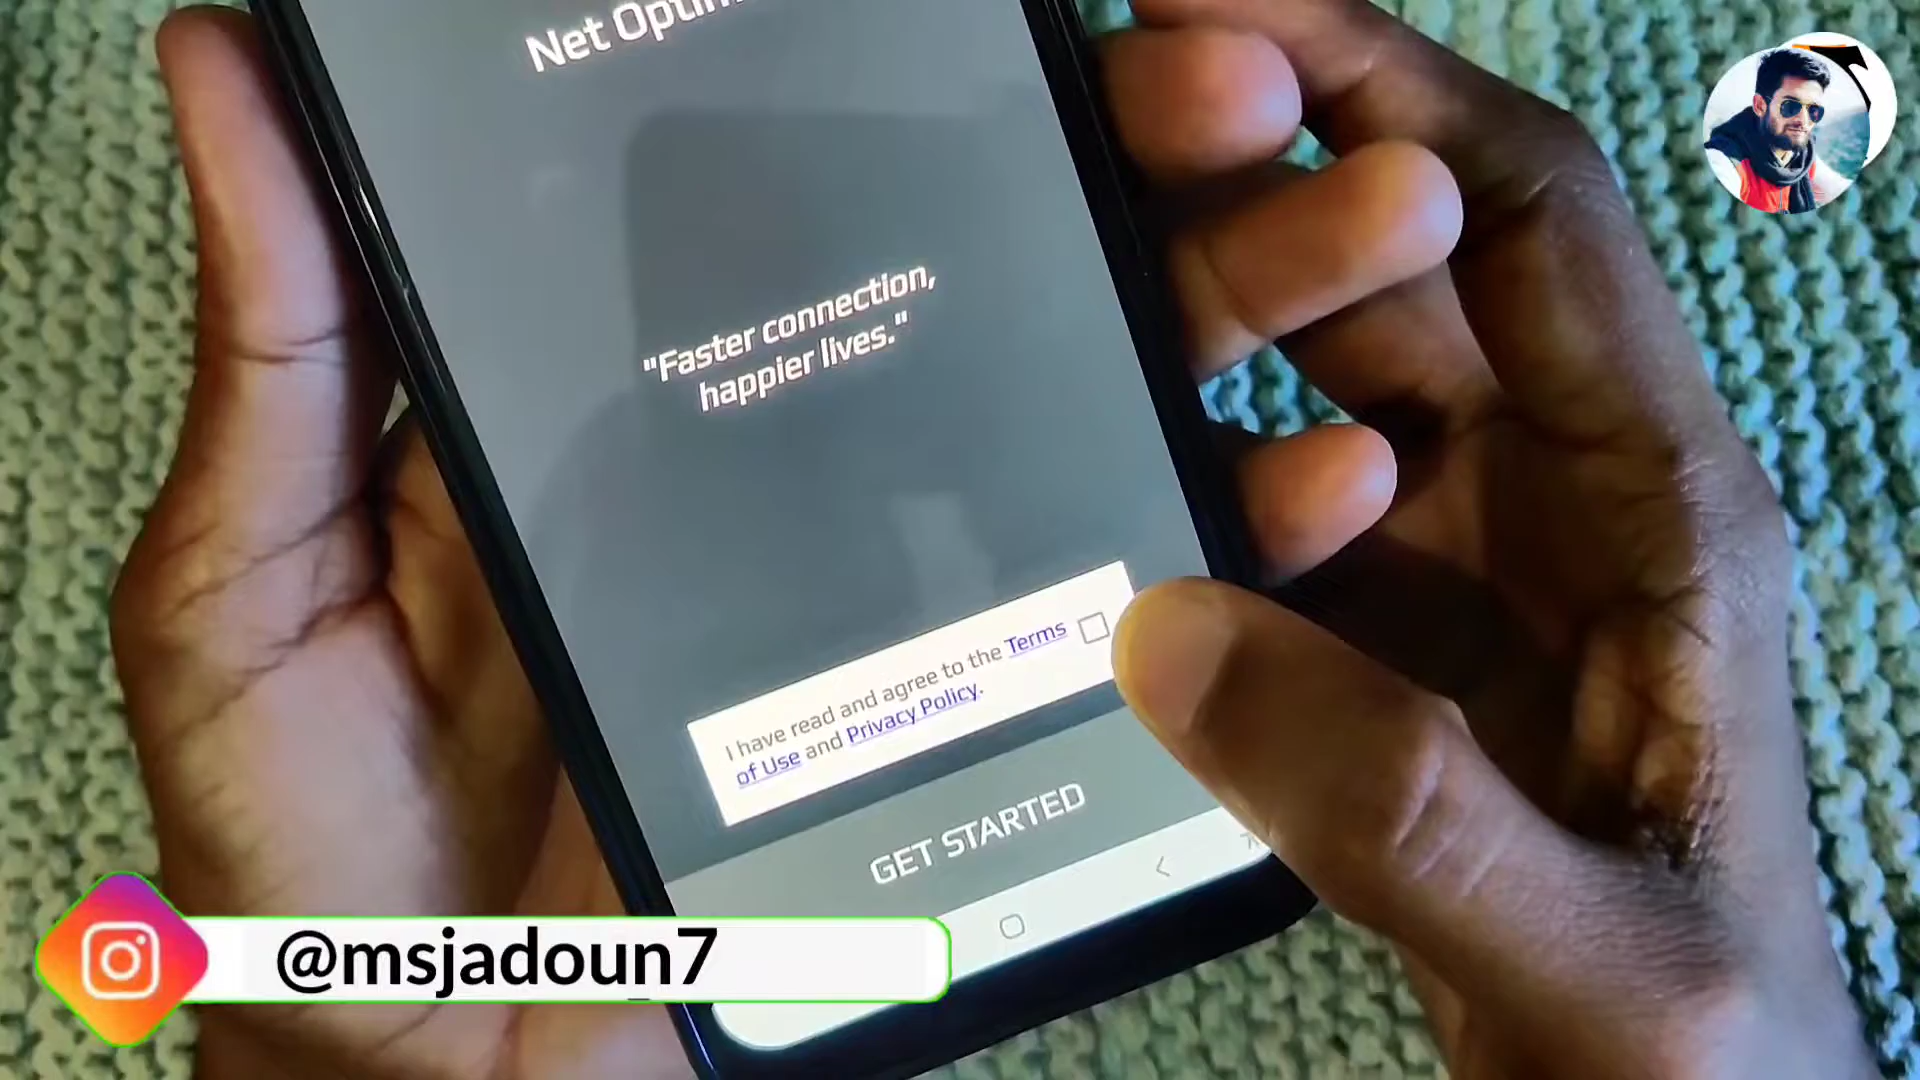 Net
"Faster connection,
happier lives."
I have read and agree to the Terms
of Use and Privacy Policy.
GET STARTED
@msjadoun7